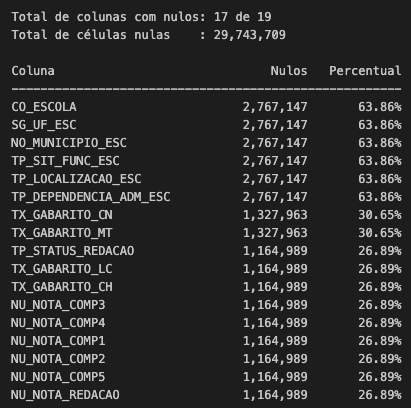 Total de colunas com nulos: 17 de 19
Total de células nulas    : 29,743,709
Coluna Nulos Percentual
------------------------------------------------------
CO_ESCOLA 2,767,147 63.86%
SG_UF_ESC 2,767,147 63.86%
NO_MUNICIPIO_ESC 2,767,147 63.86%
TP_SIT_FUNC_ESC 2,767,147 63.86%
TP_LOCALIZACAO_ESC 2,767,147 63.86%
TP_DEPENDENCIA_ADM_ESC 2,767,147 63.86%
TX_GABARITO_CN 1,327,963 30.65%
TX_GABARITO_MT 1,327,963 30.65%
TP_STATUS_REDACAO 1,164,989 26.89%
TX_GABARITO_LC 1,164,989 26.89%
TX_GABARITO_CH 1,164,989 26.89%
NU_NOTA_COMP3 1,164,989 26.89%
NU_NOTA_COMP4 1,164,989 26.89%
NU_NOTA_COMP1 1,164,989 26.89%
NU_NOTA_COMP2 1,164,989 26.89%
NU_NOTA_COMP5 1,164,989 26.89%
NU_NOTA_REDACAO 1,164,989 26.89%